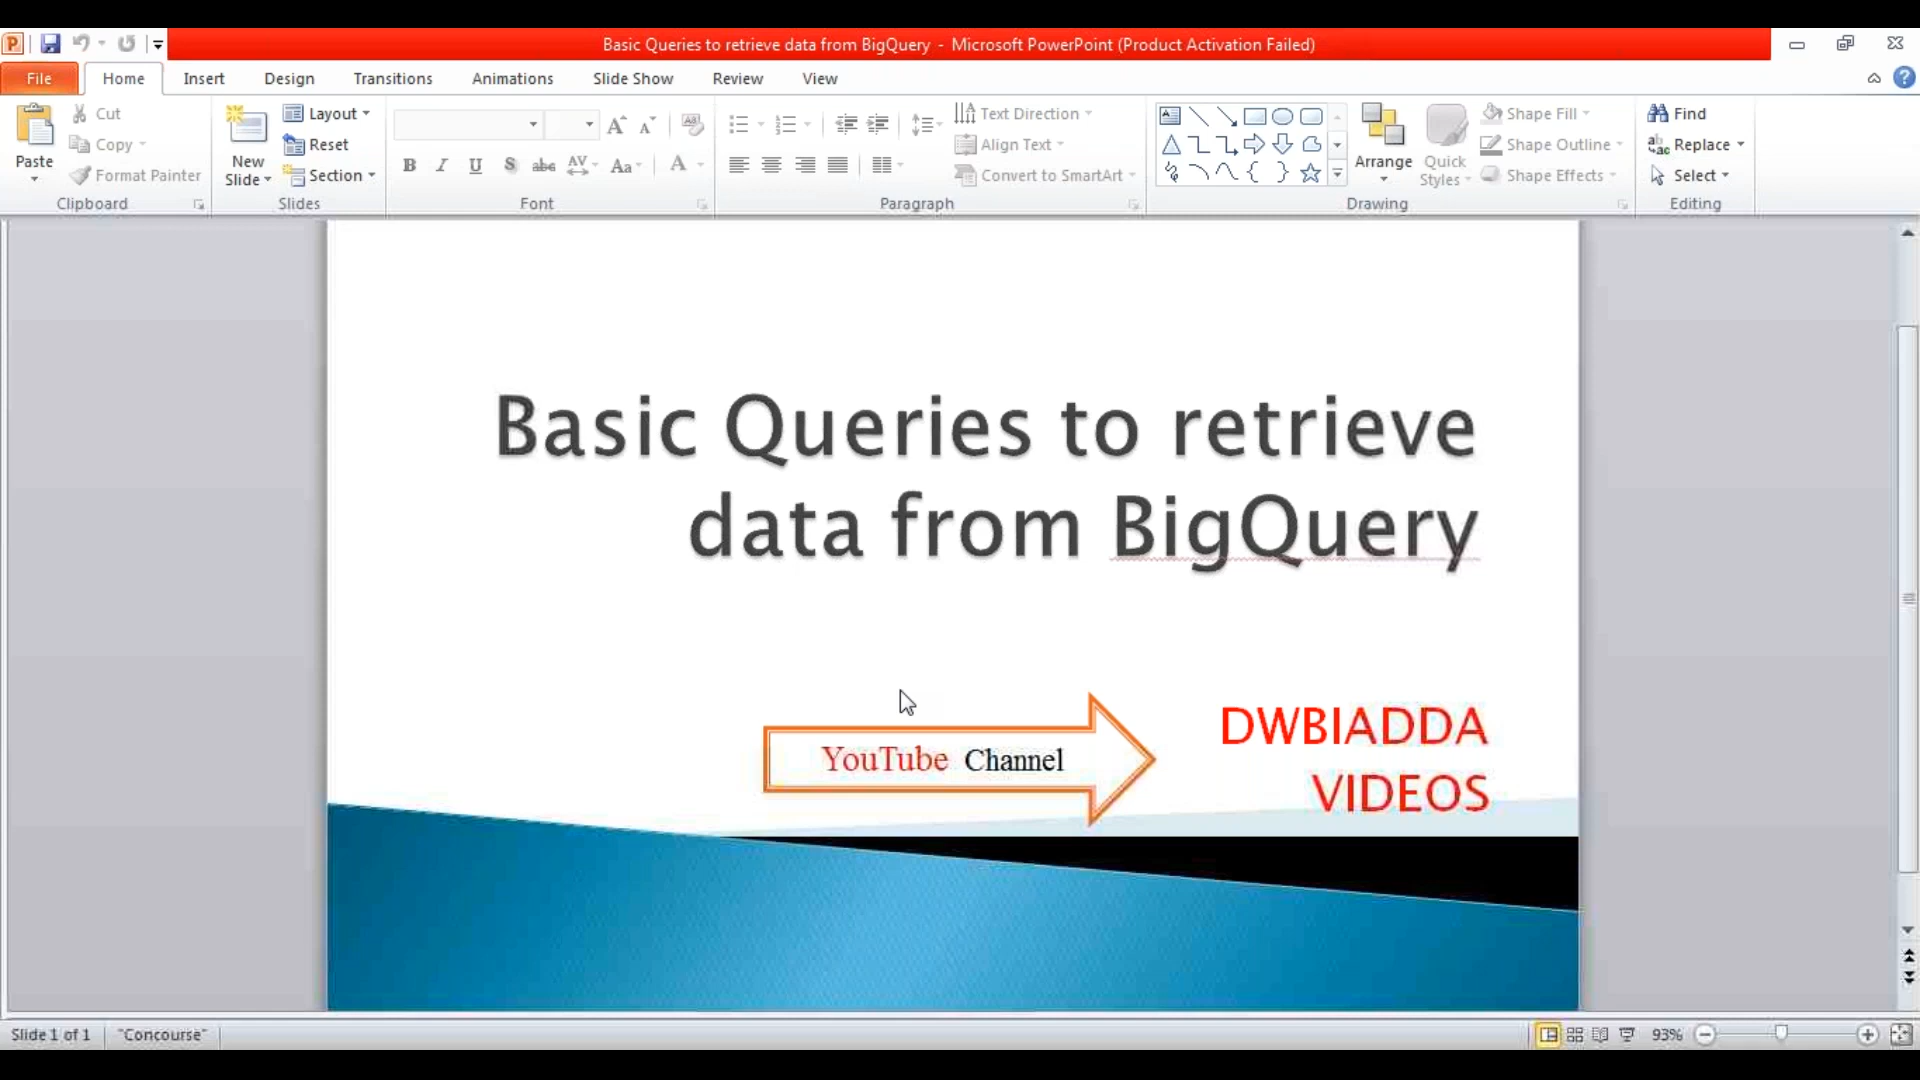 Basic Queries to retrieve data from BigQuery - Microsoft PowerPoint (Product Activation Failed)
File Home Insert Design Transitions Animations Slide Show Review View
Paste
Cut
Copy
Format Painter
Clipboard
New
Slide
Layout
Reset
Section
Slides
B I U S abc AV Aa A
Font
Text Direction
Align Text
Convert to SmartArt
Paragraph
Arrange
Quick
Styles
Shape Fill
Shape Outline
Shape Effects
Drawing
Find
Replace
Select
Editing
Basic Queries to retrieve
data from BigQuery
YouTube Channel
DWBIADDA
VIDEOS
Slide 1 of 1 "Concourse" 93%